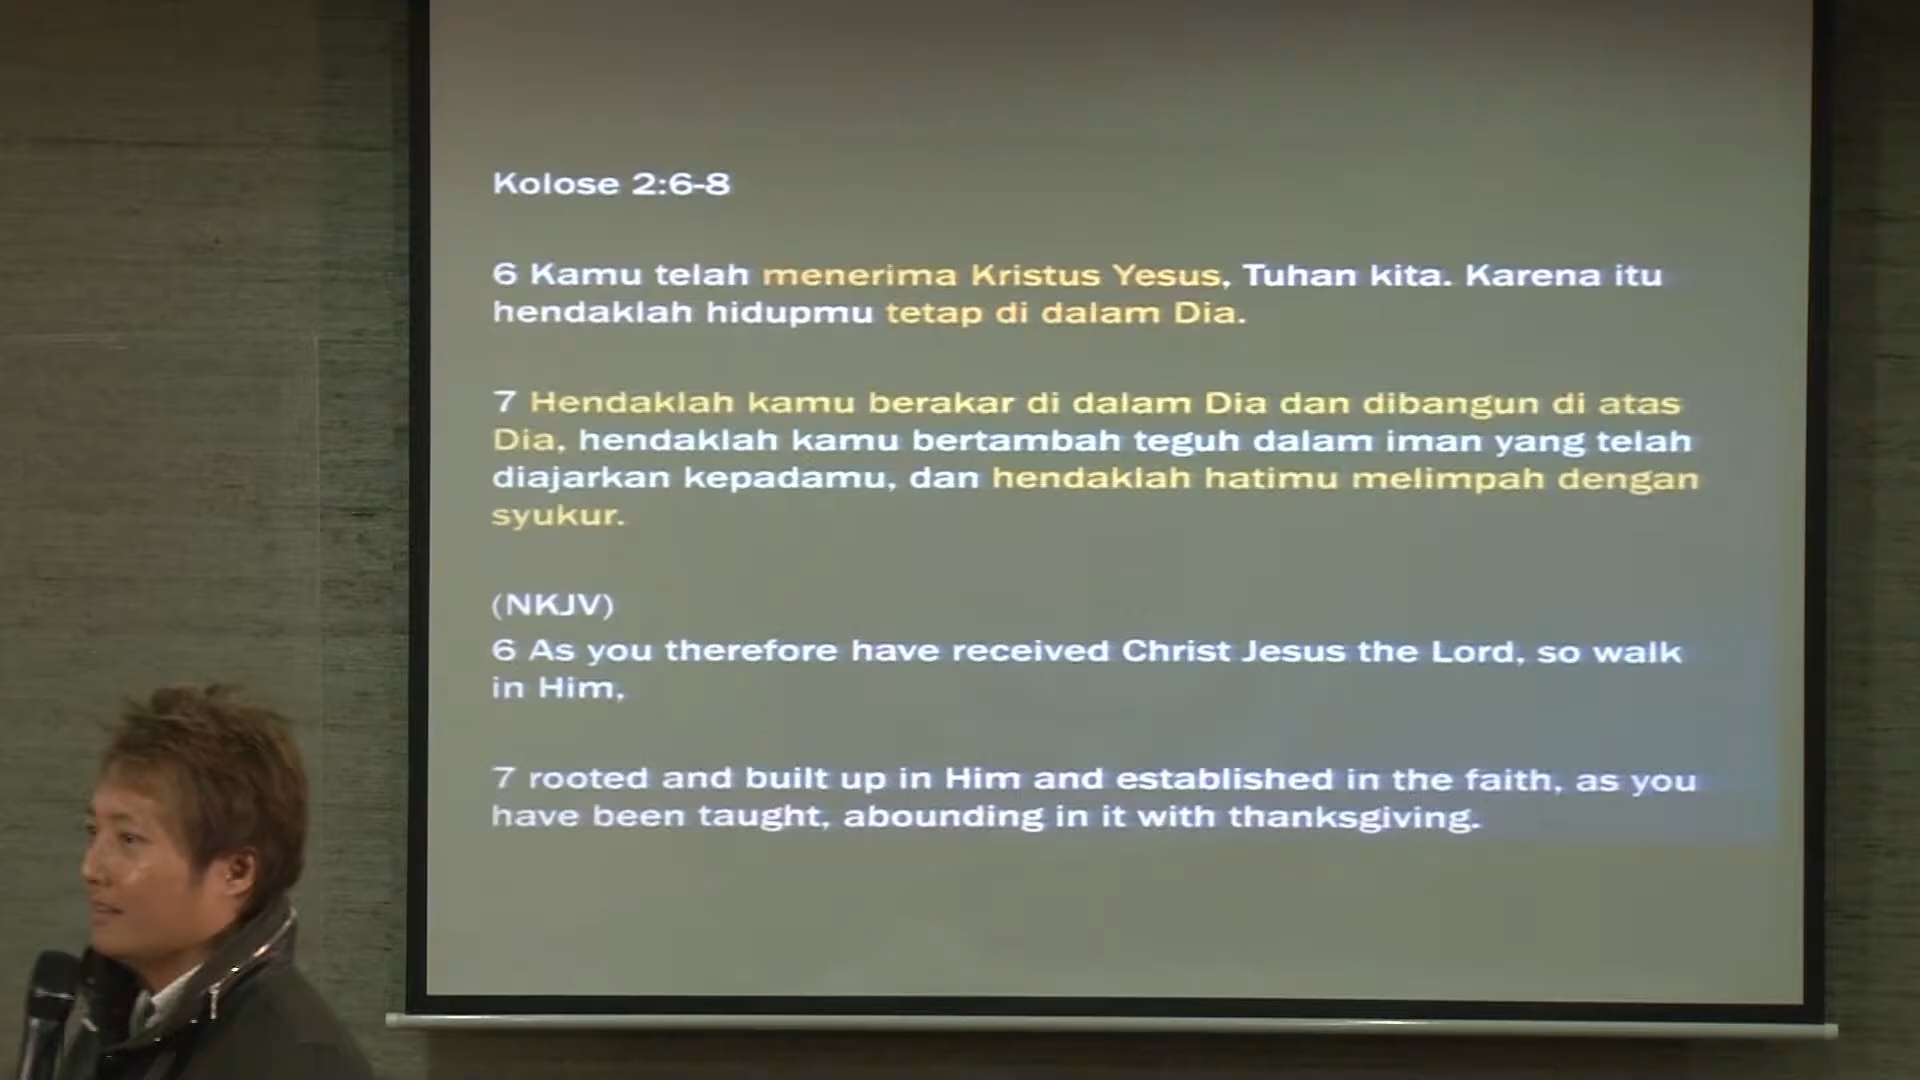 Kolose 2:6-8
6 Kamu telah menerima Kristus Yesus, Tuhan kita. Karena itu
hendaklah hidupmu tetap di dalam Dia.
7 Hendaklah kamu berakar di dalam Dia dan dibangun di atas
Dia, hendaklah kamu bertambah teguh dalam iman yang telah
diajarkan kepadamu, dan hendaklah hatimu melimpah dengan
syukur.
(NKJV)
6 As you therefore have received Christ Jesus the Lord, so walk
in Him,
7 rooted and built up in Him and established in the faith, as you
have been taught, abounding in it with thanksgiving.